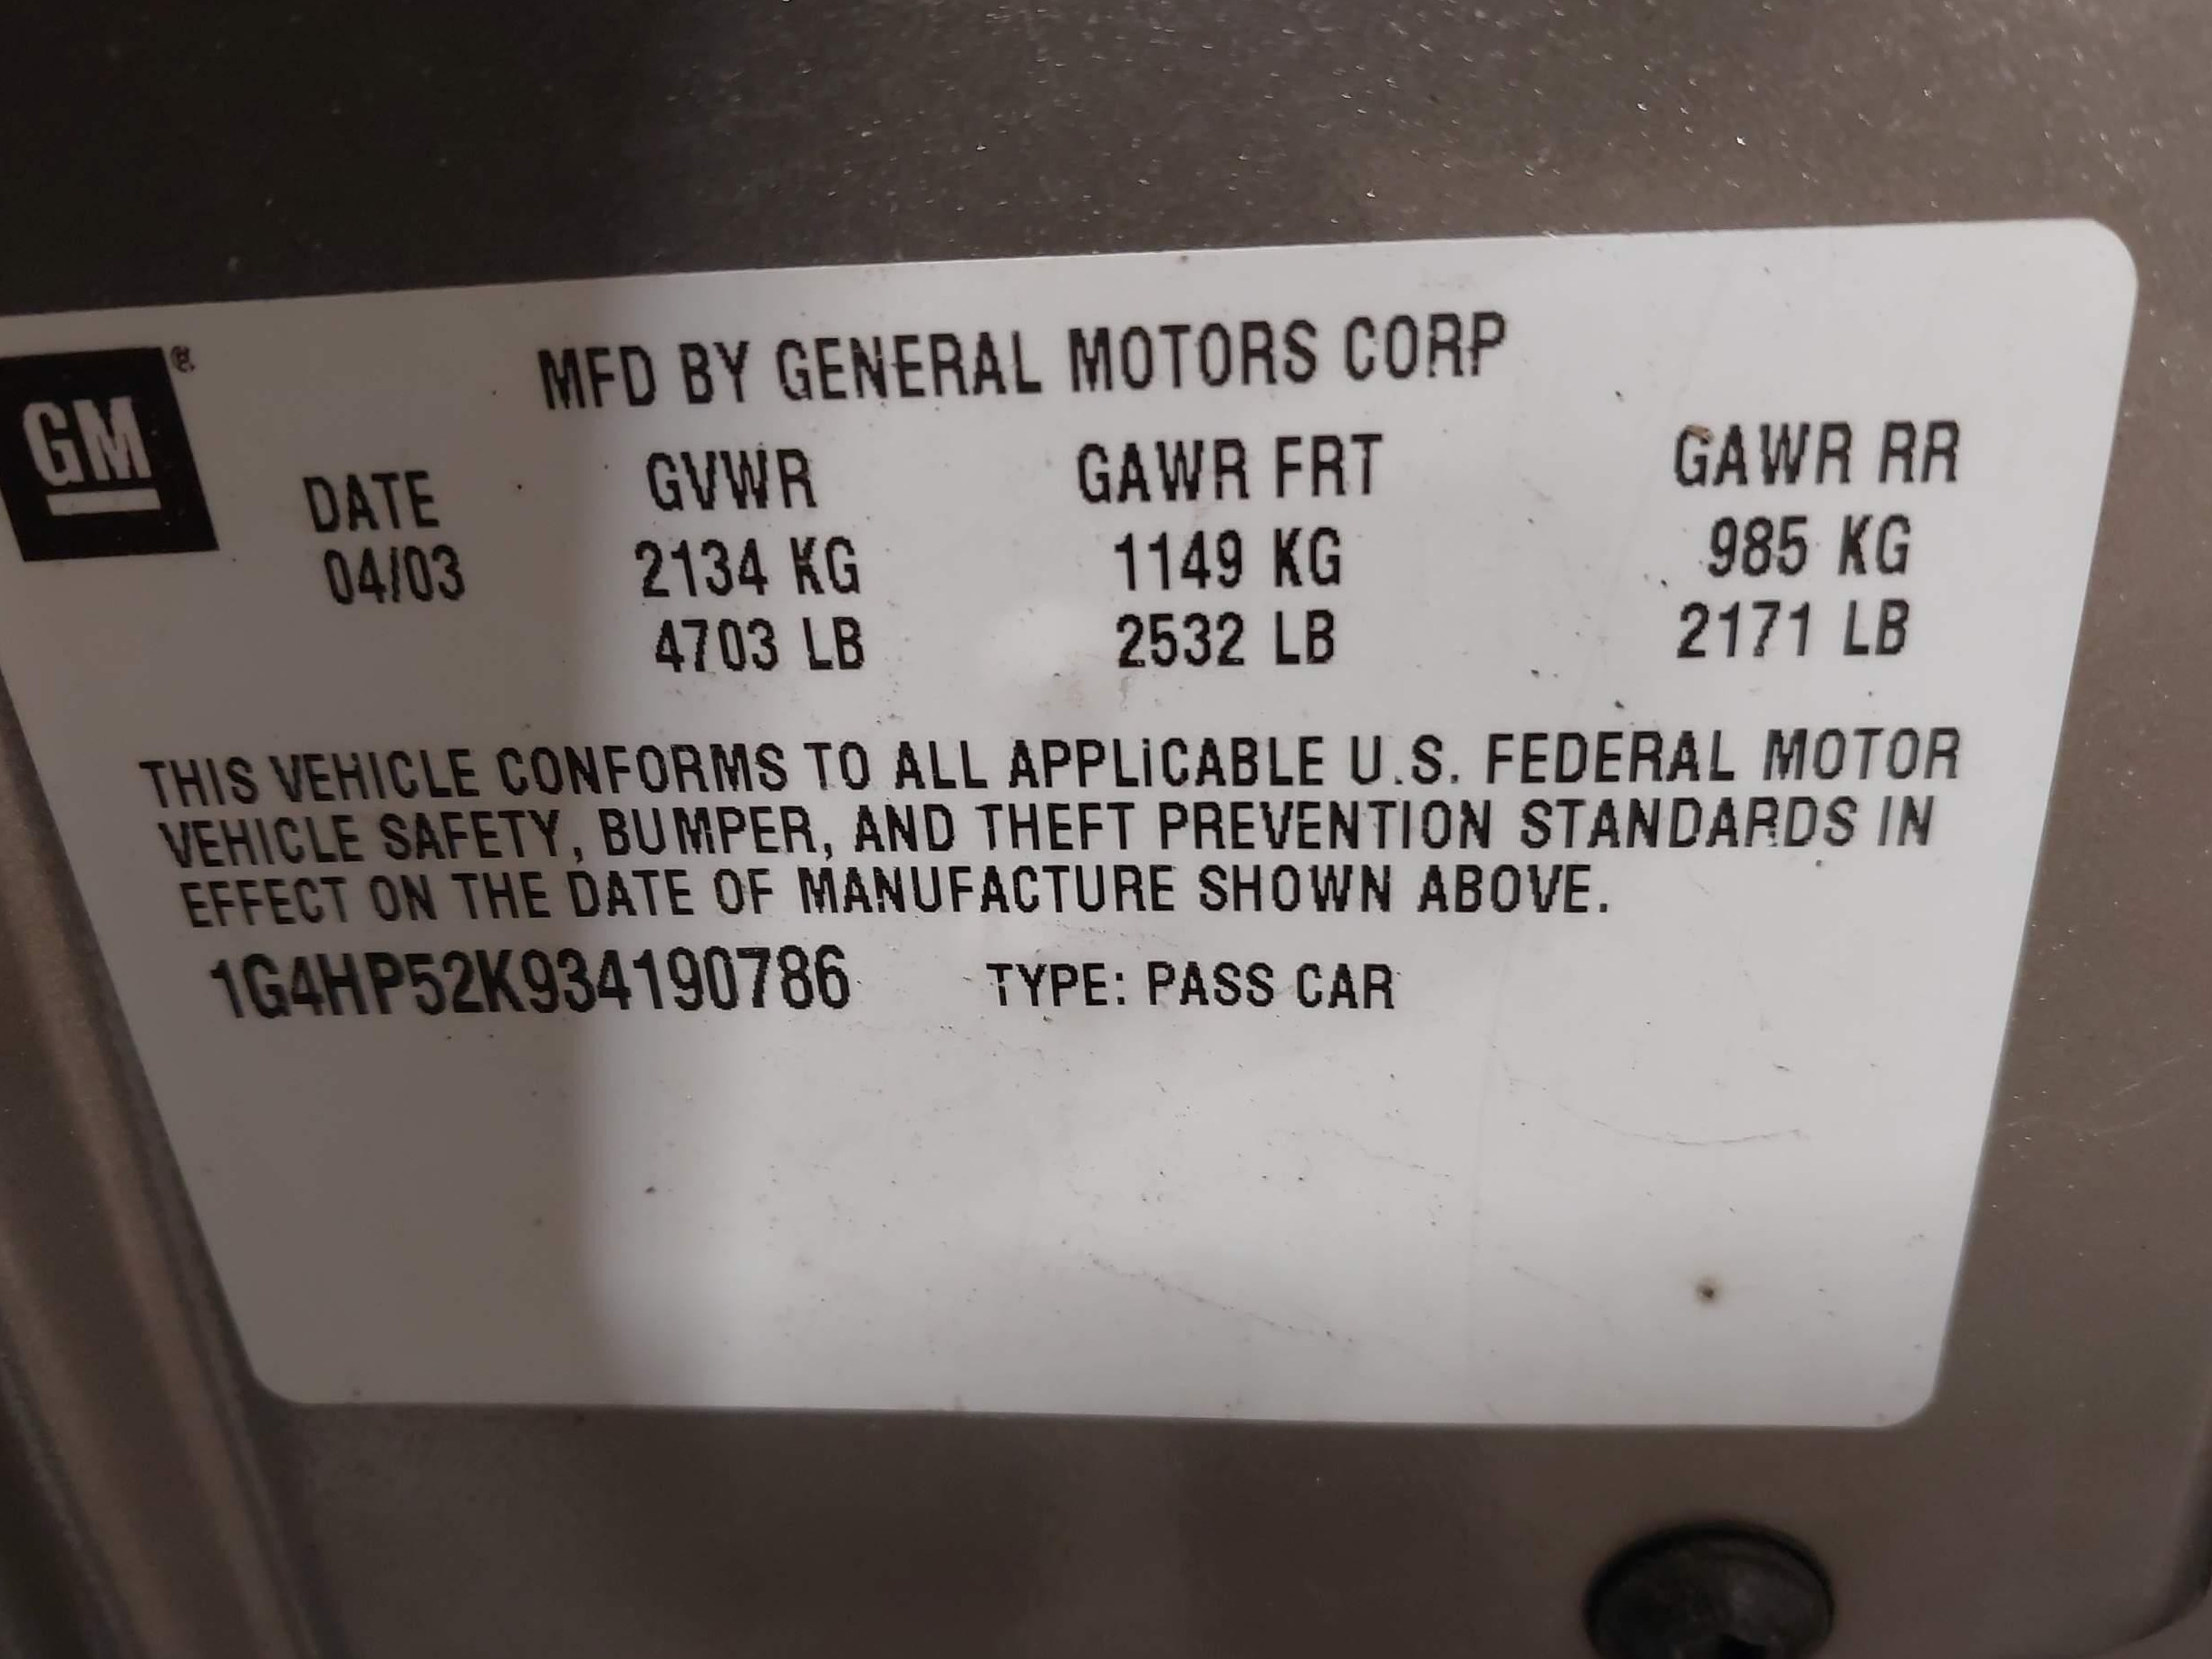 GM®
MFD BY GENERAL MOTORS CORP
DATE GVWR GAWR FRT GAWR RR
04/03 2134 KG 1149 KG 985 KG
4703 LB 2532 LB 2171 LB
THIS VEHICLE CONFORMS TO ALL APPLICABLE U.S. FEDERAL MOTOR
VEHICLE SAFETY, BUMPER, AND THEFT PREVENTION STANDARDS IN
EFFECT ON THE DATE OF MANUFACTURE SHOWN ABOVE.
1G4HP52K934190786 TYPE: PASS CAR